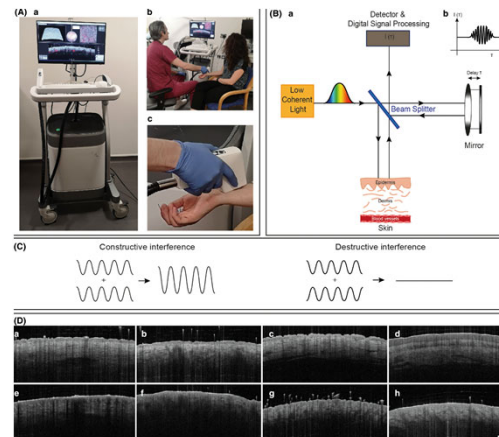 (A) a
b
c
(B) a
b
Detector &
Digital Signal Processing
I (T)
I (T)
t
Low
Coherent
Light
Beam Splitter
Delay T
Mirror
Epidermis
Dermis
Blood vessels
Skin
(C)
Constructive interference
Destructive interference
+
+
(D)
a b c d
e f g h